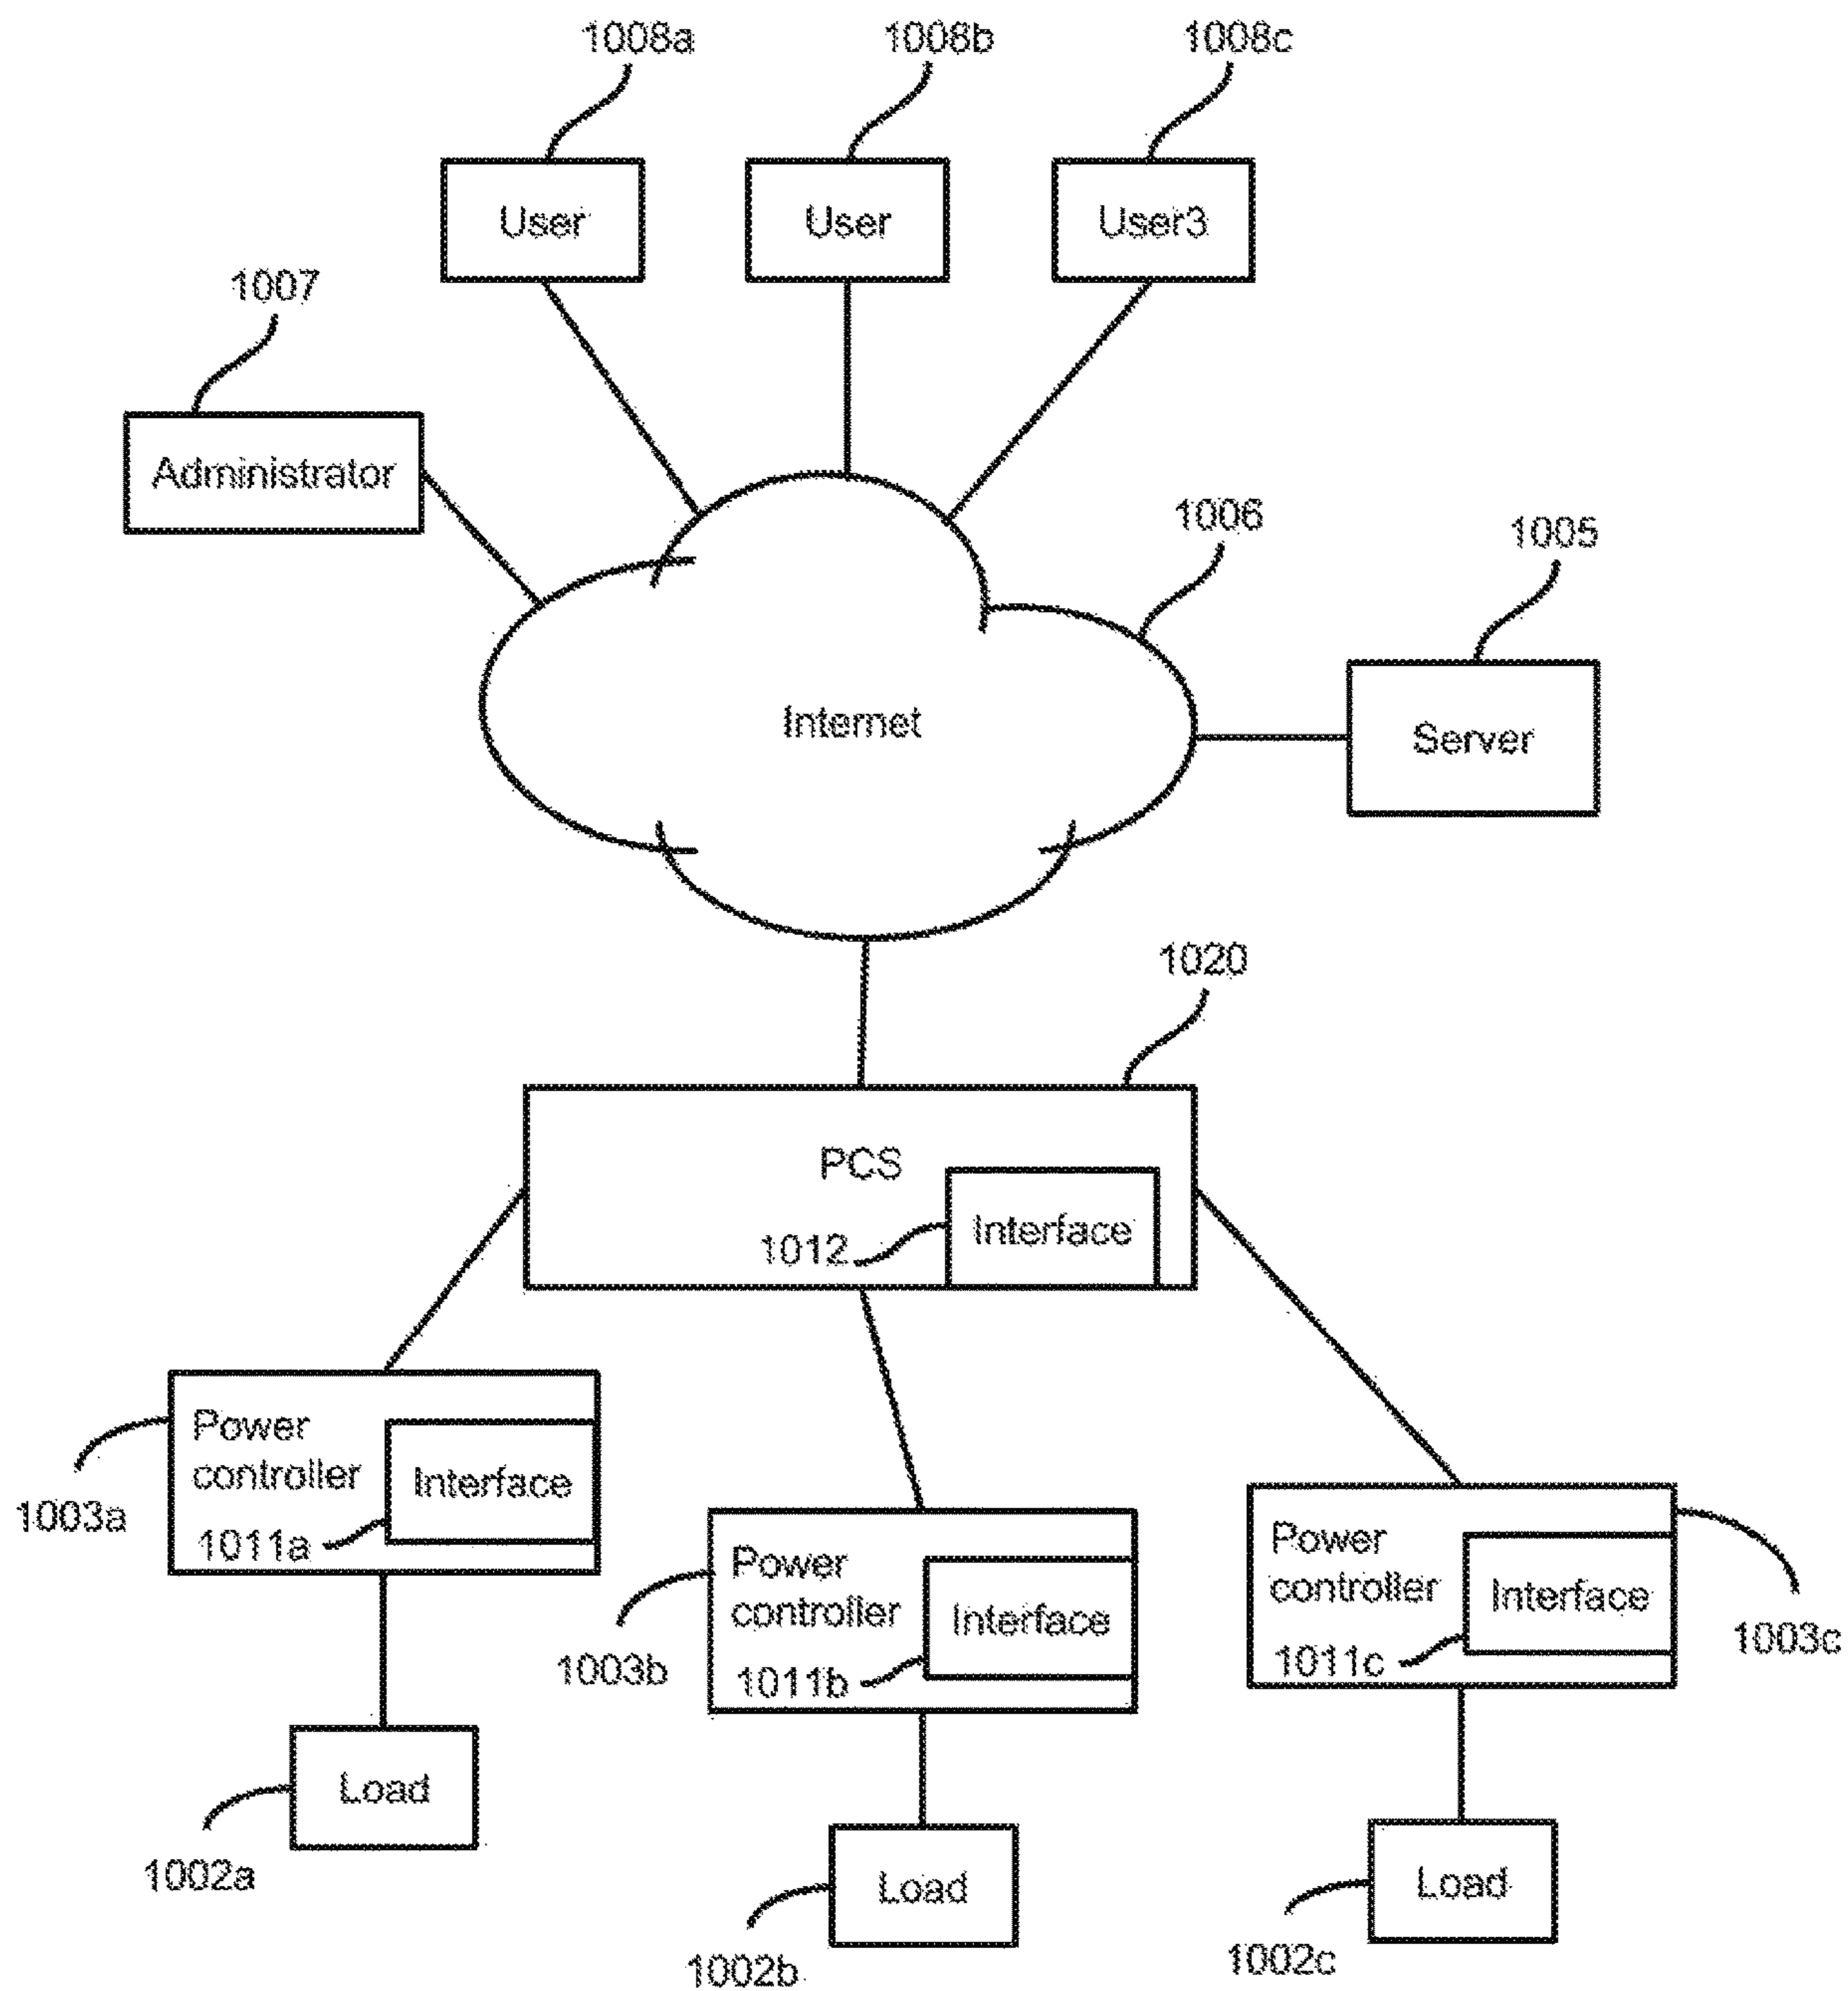 1008a
1008b
1008c
User
User
User3
1007
Administrator
1006
1005
Internet
Server
1020
PCS
1012
Interface
Power
controller
Interface
1003a
1011a
Power
controller
Interface
1003b
1011b
Power
controller
Interface
1003c
1011c
Load
1002a
Load
1002b
Load
1002c